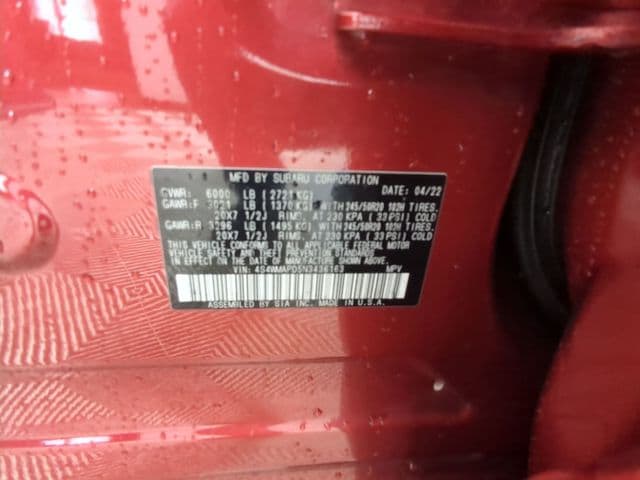 MFD BY SUBARU CORPORATION DATE: 04/22
GVWR: 6000 LB (2721 KG)
GAWR:F 3021 LB (1370 KG) WITH 245/50R20 102H TIRES.
20X7 1/2J RIMS. AT 230 KPA (33 PSI) COLD
GAWR:R 3296 LB (1495 KG) WITH 245/50R20 102H TIRES.
20X7 1/2J RIMS. AT 230 KPA (33 PSI) COLD
THIS VEHICLE CONFORMS TO ALL APPLICABLE FEDERAL MOTOR
VEHICLE SAFETY AND THEFT PREVENTION STANDARDS
IN EFFECT ON THE DATE OF MANUFACTURE SHOWN ABOVE.
VIN: 4S4WMAPD5N3436163 MPV
ASSEMBLED BY SIA INC. MADE IN U.S.A.